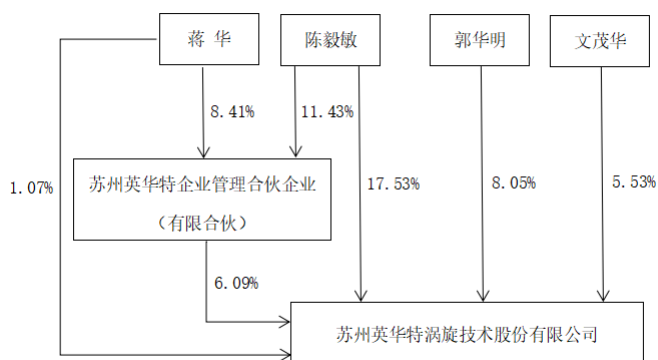 蒋 华
陈毅敏
郭华明
文茂华
8.41%
11.43%
1.07%
苏州英华特企业管理合伙企业
（有限合伙）
17.53%
8.05%
5.53%
6.09%
苏州英华特涡旋技术股份有限公司